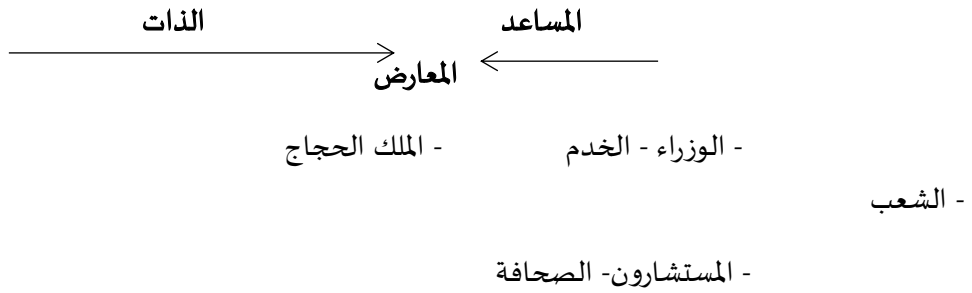 المساعد الذات
المعارض
- الوزراء - الخدم - الملك الحجاج
- الشعب
- المستشارون- الصحافة